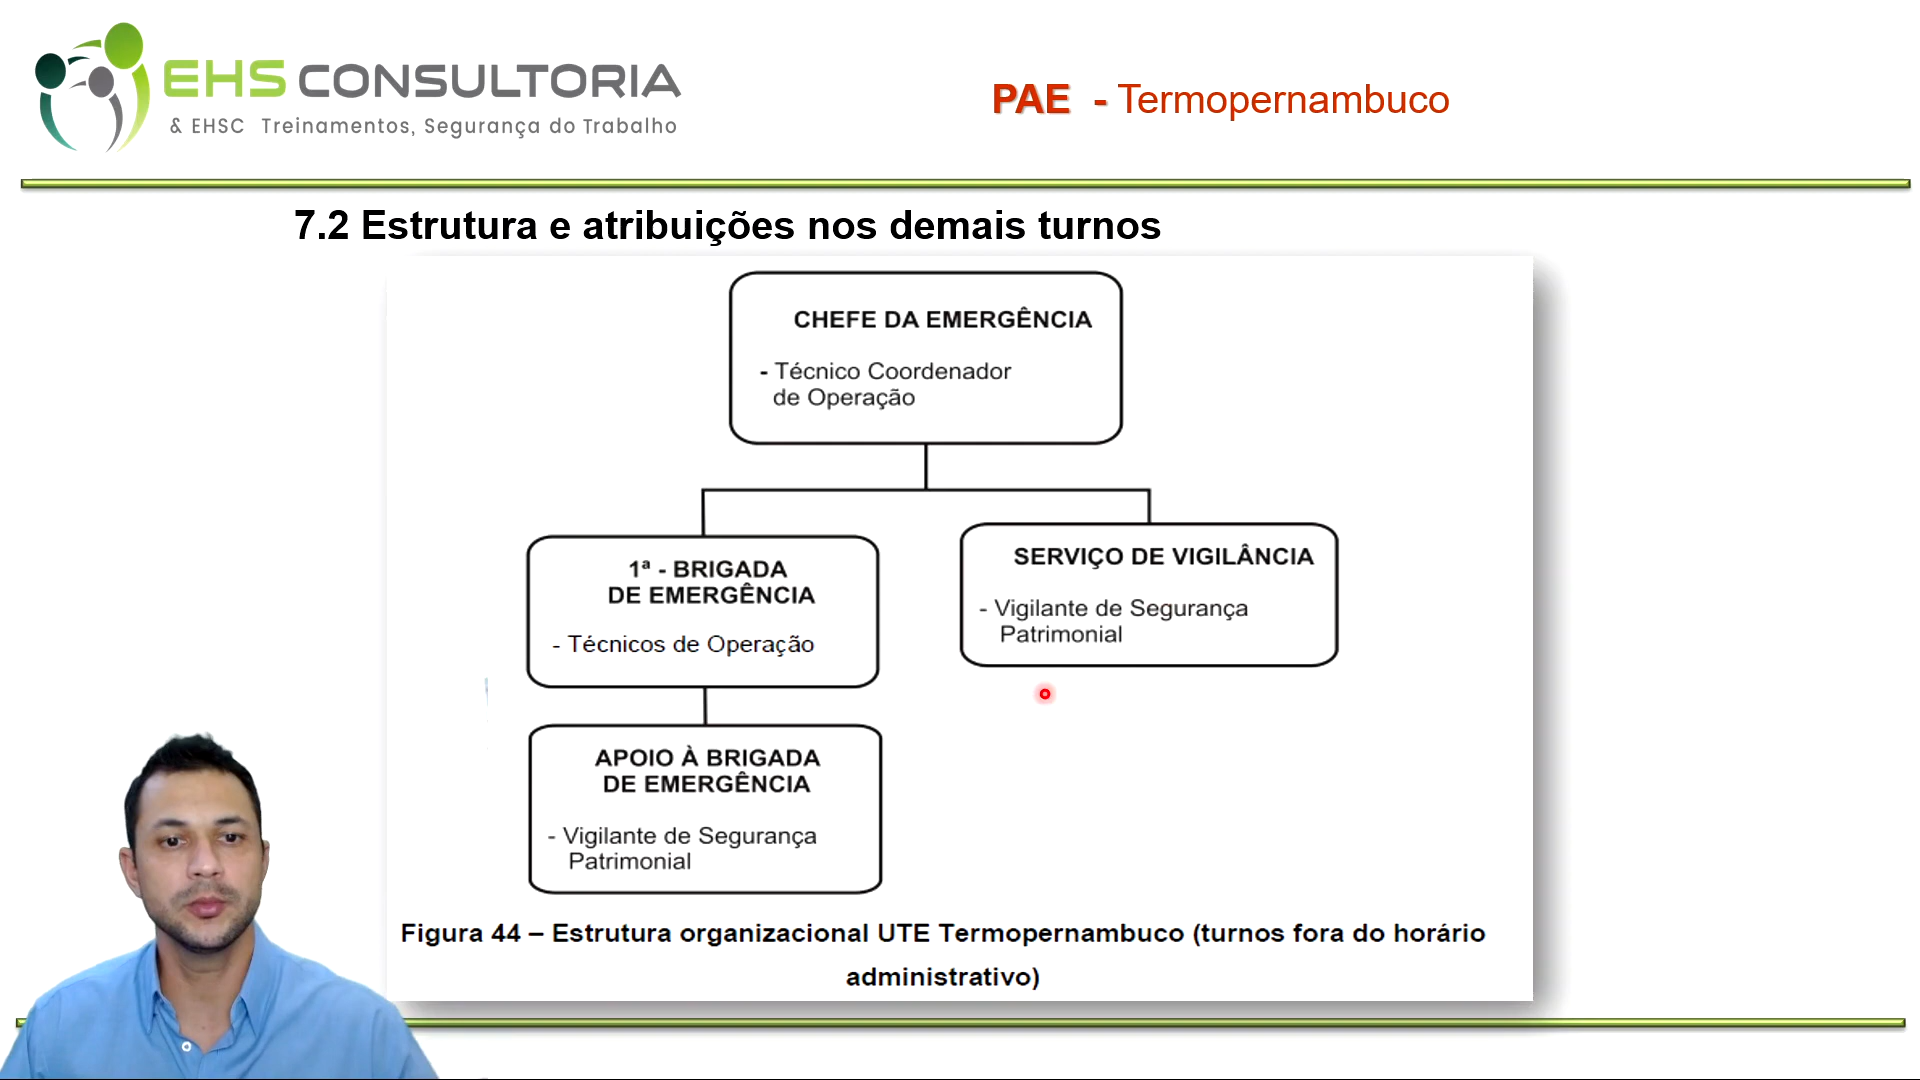 EHS CONSULTORIA
& EHSC Treinamentos, Segurança do Trabalho
PAE - Termopernambuco
7.2 Estrutura e atribuições nos demais turnos
CHEFE DA EMERGÊNCIA
- Técnico Coordenador
de Operação
1ª - BRIGADA
DE EMERGÊNCIA
- Técnicos de Operação
SERVIÇO DE VIGILÂNCIA
- Vigilante de Segurança
Patrimonial
APOIO À BRIGADA
DE EMERGÊNCIA
- Vigilante de Segurança
Patrimonial
Figura 44 – Estrutura organizacional UTE Termopernambuco (turnos fora do horário
administrativo)